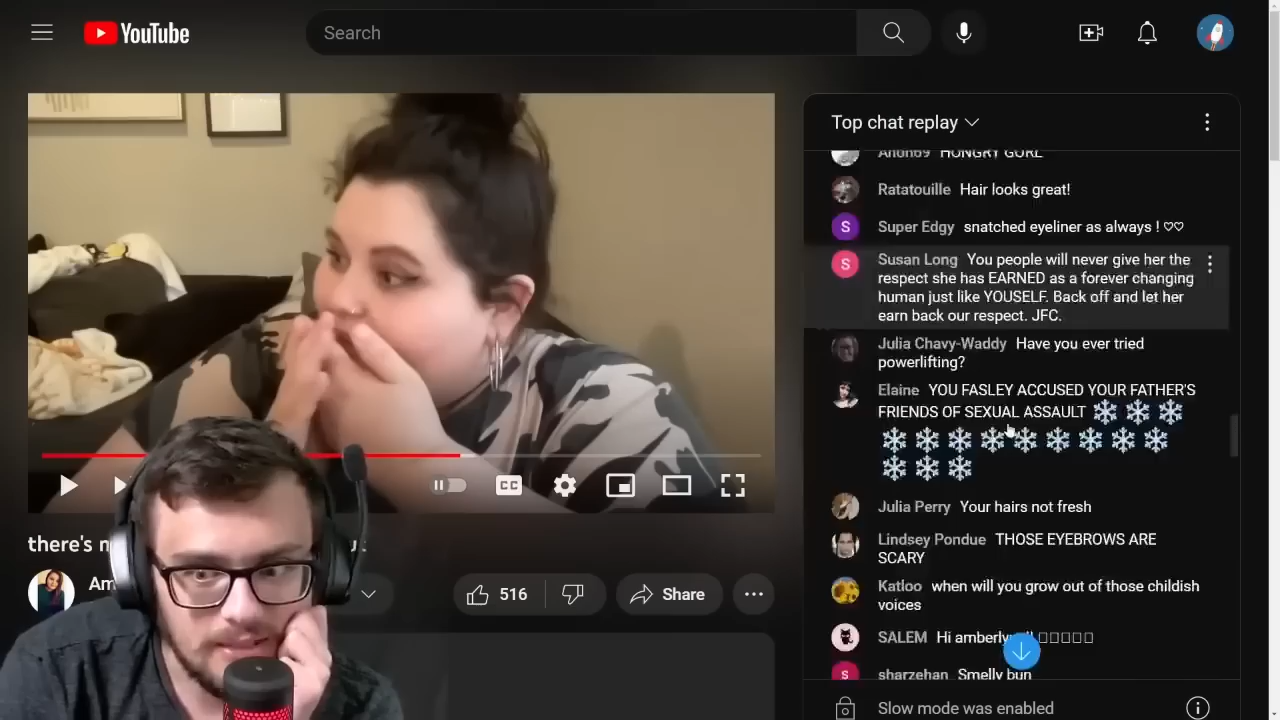 YouTube
Search
Top chat replay
Anon69 HUNGRY GURL
Ratatouille Hair looks great!
S Super Edgy snatched eyeliner as always ! ♡♡
S Susan Long You people will never give her the
respect she has EARNED as a forever changing
human just like YOUSELF. Back off and let her
earn back our respect. JFC.
Julia Chavy-Waddy Have you ever tried
powerlifting?
Elaine YOU FASLEY ACCUSED YOUR FATHER'S
FRIENDS OF SEXUAL ASSAULT ❄ ❄ ❄
❄ ❄ ❄ ❄ ❄ ❄ ❄ ❄ ❄
❄ ❄ ❄
Julia Perry Your hairs not fresh
Lindsey Pondue THOSE EYEBROWS ARE
SCARY
Katloo when will you grow out of those childish
voices
SALEM Hi
S sharzehan Smelly bun
Slow mode was enabled
CC
there's
516
Share